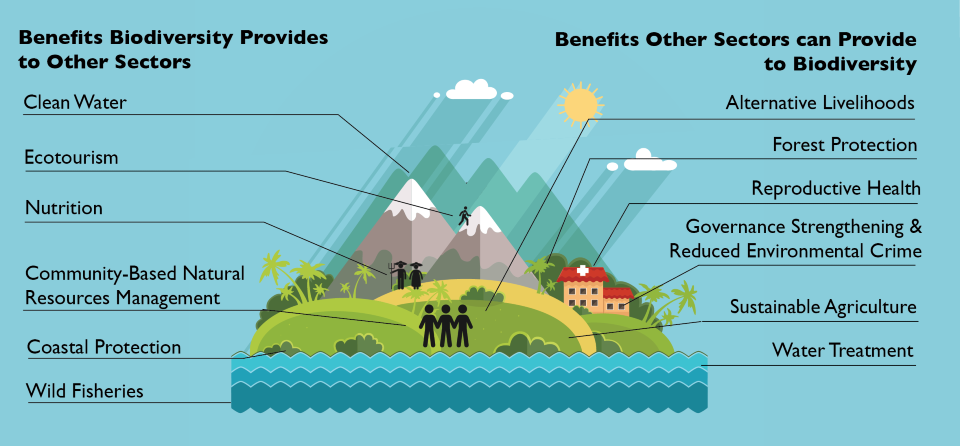 Benefits Biodiversity Provides
to Other Sectors
Clean Water
Ecotourism
Nutrition
Community-Based Natural
Resources Management
Coastal Protection
Wild Fisheries
Benefits Other Sectors can Provide
to Biodiversity
Alternative Livelihoods
Forest Protection
Reproductive Health
Governance Strengthening &
Reduced Environmental Crime
Sustainable Agriculture
Water Treatment